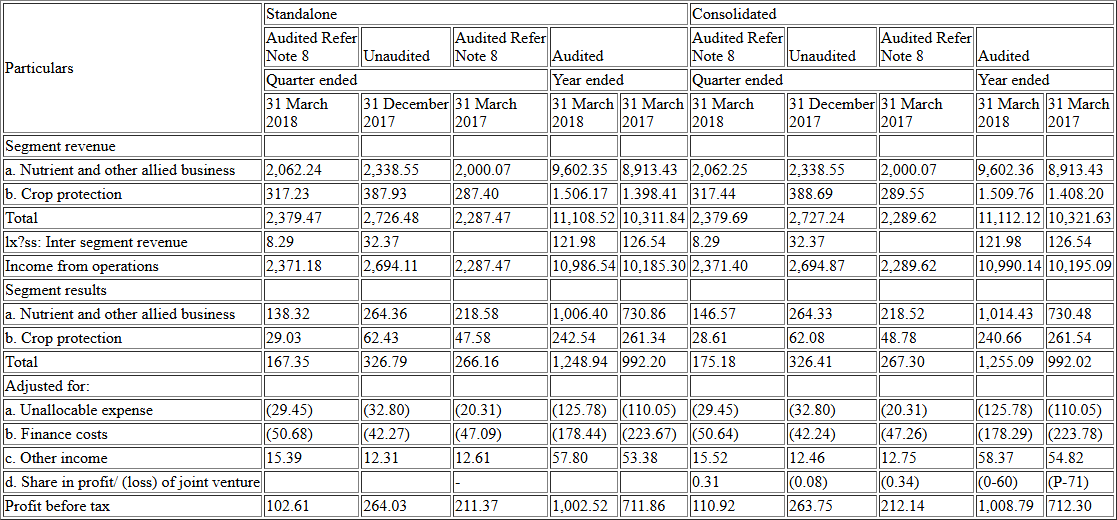 Standalone Consolidated
Particulars
Audited Refer Note 8 Unaudited Audited Refer Note 8 Audited Audited Refer Note 8 Unaudited Audited Refer Note 8 Audited
Quarter ended Year ended Quarter ended Year ended
31 March 2018 31 December 2017 31 March 2017 31 March 2018 31 March 2017 31 March 2018 31 December 2017 31 March 2017 31 March 2018 31 March 2017
Segment revenue
a. Nutrient and other allied business 2,062.24 2,338.55 2,000.07 9,602.35 8,913.43 2,062.25 2,338.55 2,000.07 9,602.36 8,913.43
b. Crop protection 317.23 387.93 287.40 1.506.17 1.398.41 317.44 388.69 289.55 1.509.76 1.408.20
Total 2,379.47 2,726.48 2,287.47 11,108.52 10,311.84 2,379.69 2,727.24 2,289.62 11,112.12 10,321.63
lx?ss: Inter segment revenue 8.29 32.37 121.98 126.54 8.29 32.37 121.98 126.54
Income from operations 2,371.18 2,694.11 2,287.47 10,986.54 10,185.30 2,371.40 2,694.87 2,289.62 10,990.14 10,195.09
Segment results
a. Nutrient and other allied business 138.32 264.36 218.58 1,006.40 730.86 146.57 264.33 218.52 1,014.43 730.48
b. Crop protection 29.03 62.43 47.58 242.54 261.34 28.61 62.08 48.78 240.66 261.54
Total 167.35 326.79 266.16 1,248.94 992.20 175.18 326.41 267.30 1,255.09 992.02
Adjusted for:
a. Unallocable expense (29.45) (32.80) (20.31) (125.78) (110.05) (29.45) (32.80) (20.31) (125.78) (110.05)
b. Finance costs (50.68) (42.27) (47.09) (178.44) (223.67) (50.64) (42.24) (47.26) (178.29) (223.78)
c. Other income 15.39 12.31 12.61 57.80 53.38 15.52 12.46 12.75 58.37 54.82
d. Share in profit/ (loss) of joint venture - 0.31 (0.08) (0.34) (0-60) (P-71)
Profit before tax 102.61 264.03 211.37 1,002.52 711.86 110.92 263.75 212.14 1,008.79 712.30